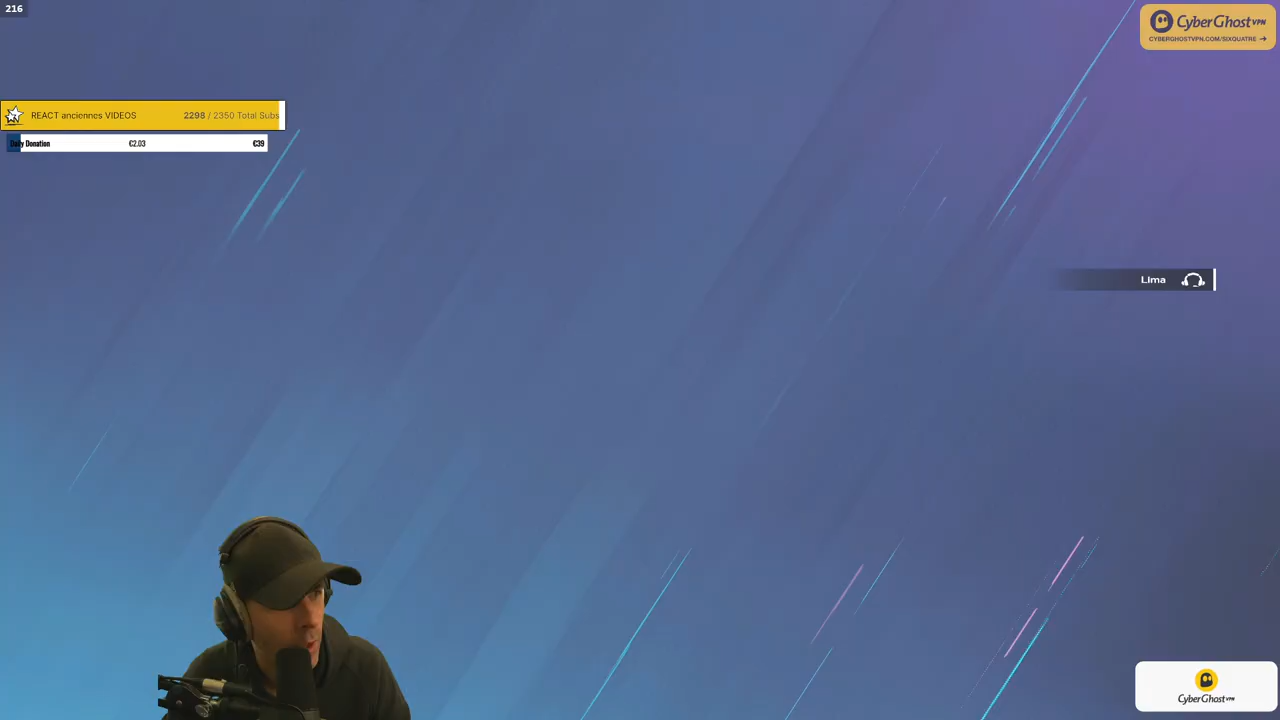 216
CyberGhost VPN
CYBERGHOSTVPN.COM/SIXQUATRE
REACT anciennes VIDEOS 2298 / 2350 Total Subs
Daily Donation €2.03 €39
Lima
CyberGhost VPN